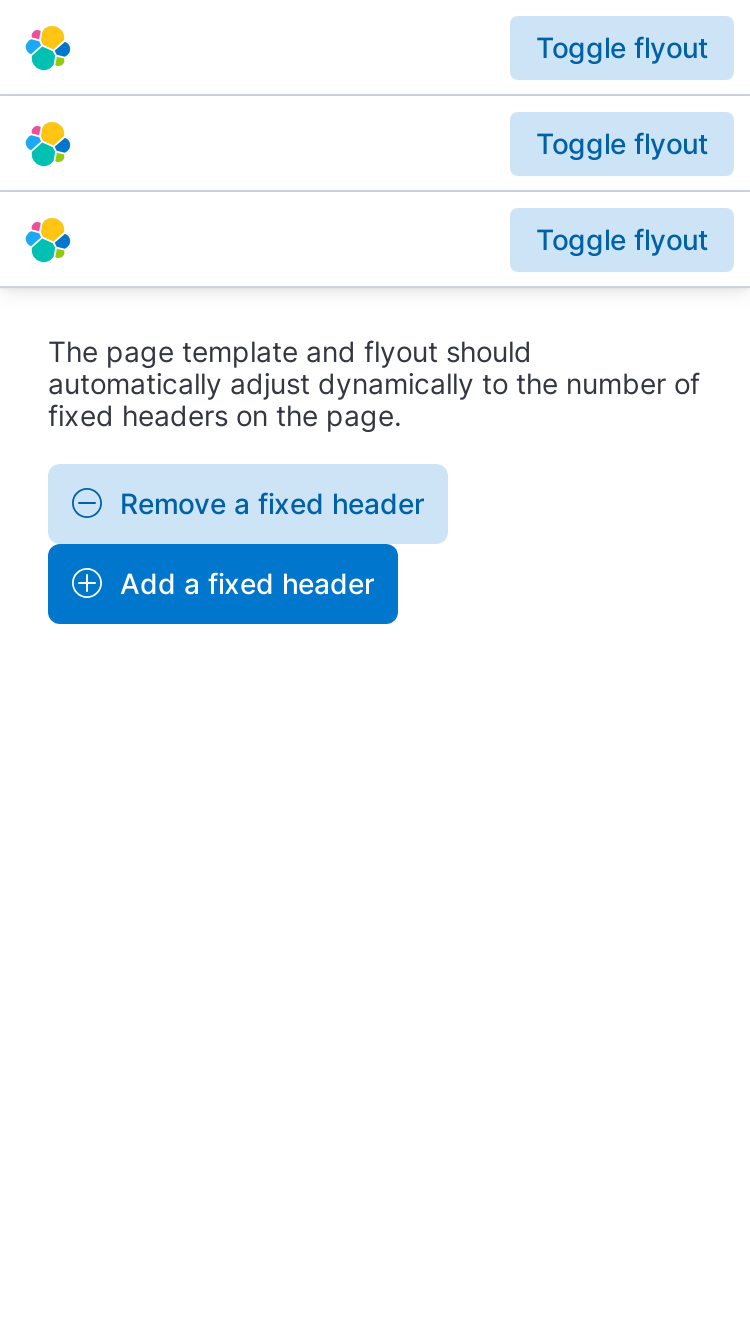 Toggle flyout
Toggle flyout
Toggle flyout
The page template and flyout should
automatically adjust dynamically to the number of
fixed headers on the page.
Remove a fixed header
Add a fixed header